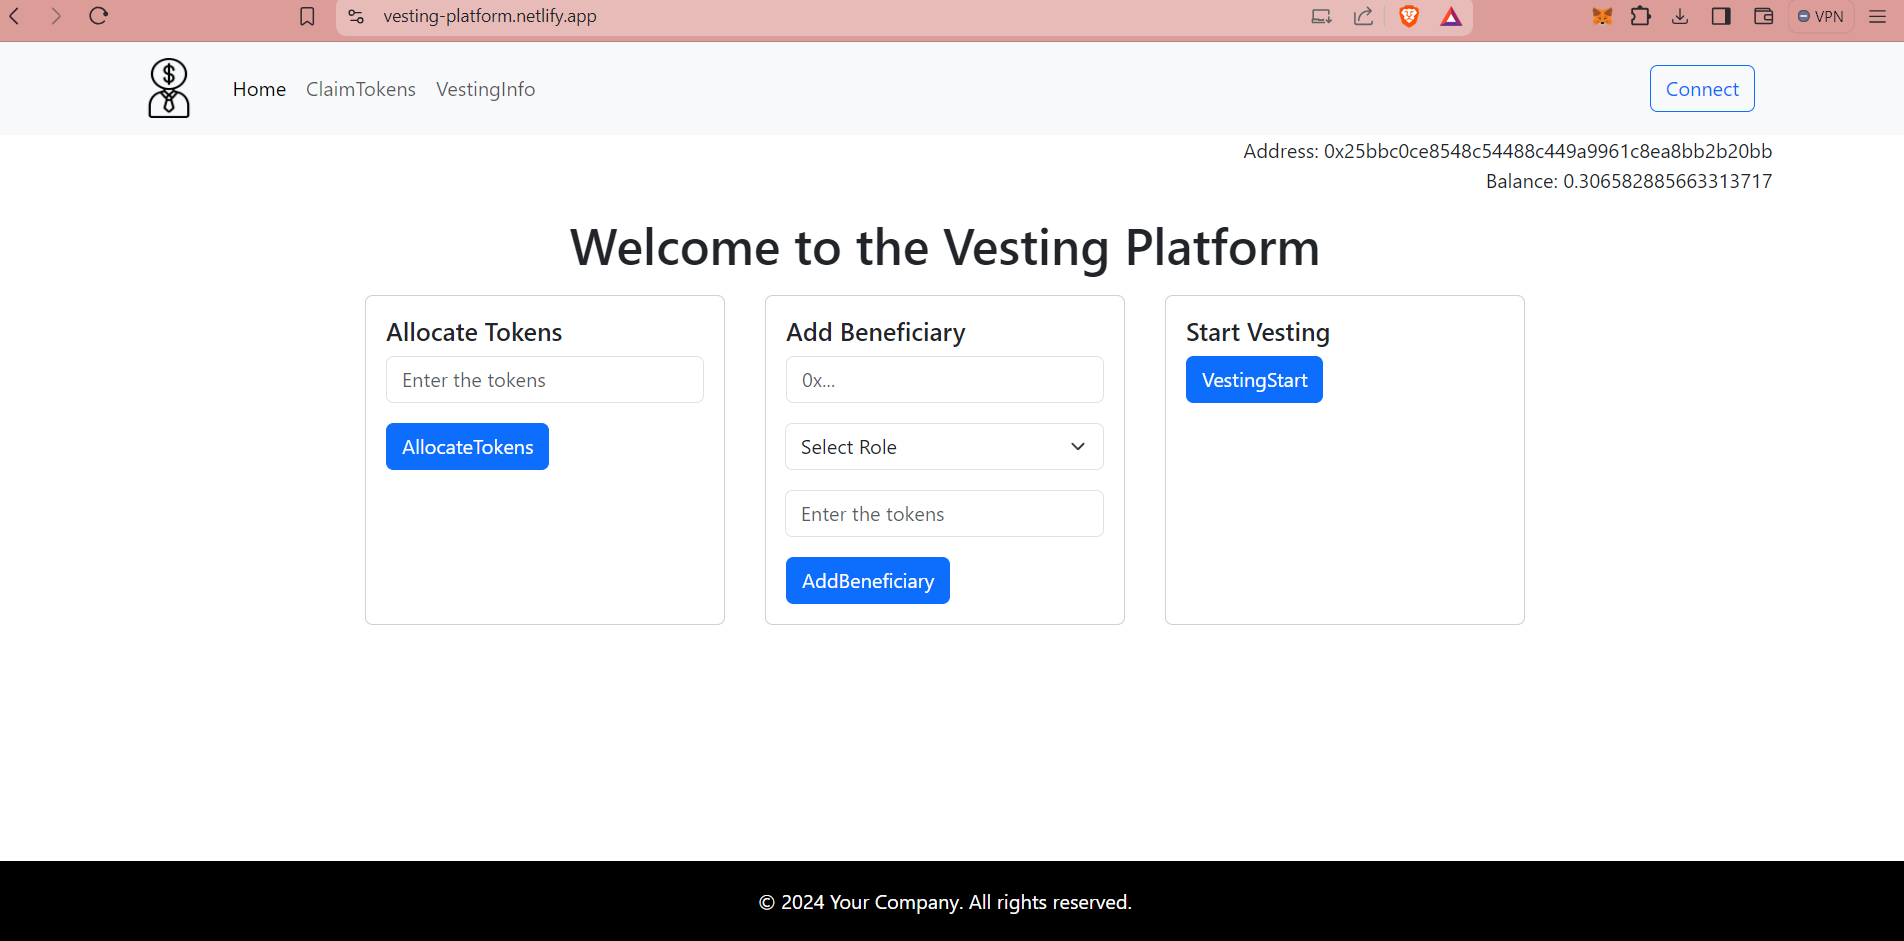 vesting-platform.netlify.app
VPN
$
Home ClaimTokens VestingInfo
Connect
Address: 0x25bbc0ce8548c54488c449a9961c8ea8bb2b20bb
Balance: 0.306582885663313717
Welcome to the Vesting Platform
Allocate Tokens
Enter the tokens
AllocateTokens
Add Beneficiary
0x...
Select Role
Enter the tokens
AddBeneficiary
Start Vesting
VestingStart
© 2024 Your Company. All rights reserved.